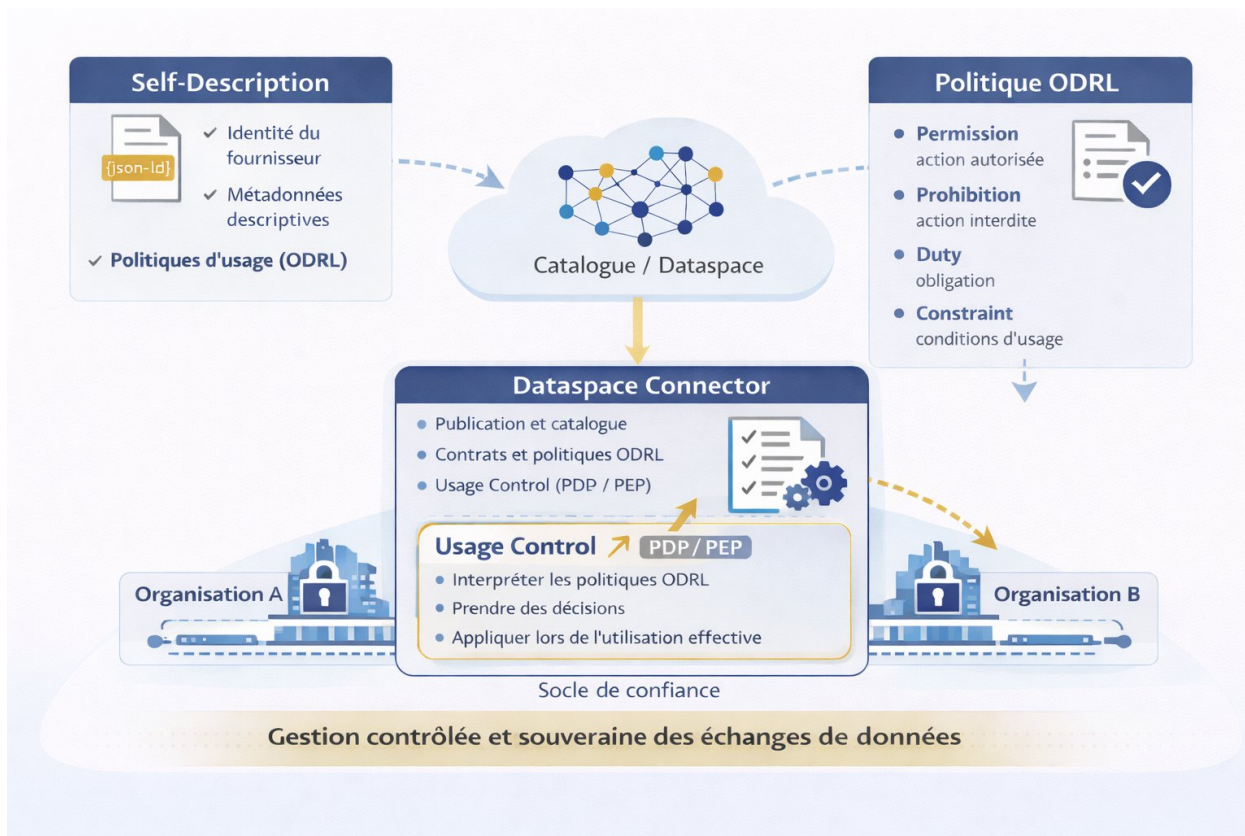 Self-Description
{json-ld}
✓ Identité du
fournisseur
✓ Métadonnées
descriptives
✓ Politiques d'usage (ODRL)
Catalogue / Dataspace
Politique ODRL
• Permission
action autorisée
• Prohibition
action interdite
• Duty
obligation
• Constraint
conditions d'usage
Dataspace Connector
• Publication et catalogue
• Contrats et politiques ODRL
• Usage Control (PDP / PEP)
Usage Control PDP / PEP
• Interpréter les politiques ODRL
• Prendre des décisions
• Appliquer lors de l'utilisation effective
Organisation A
Organisation B
Socle de confiance
Gestion contrôlée et souveraine des échanges de données